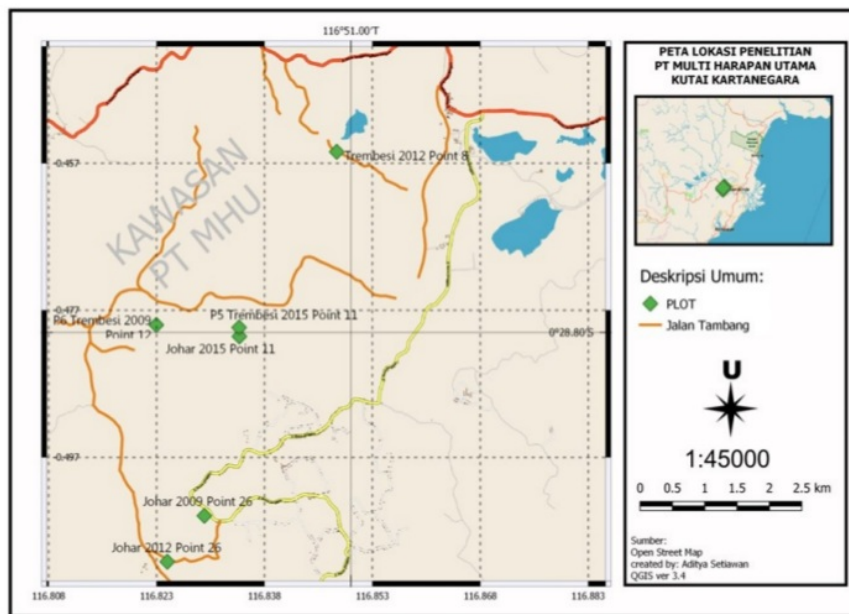 116°51.00'T
-0.457
-0.477
-0.497
0°28.80'S
116.808
116.823
116.838
116.853
116.868
116.883
KAWASAN
PT MHU
Trembesi 2012 Point 8
P6 Trembesi 2009
Point 12
P5 Trembesi 2015 Point 11
Johar 2015 Point 11
Johar 2009 Point 26
Johar 2012 Point 26
PETA LOKASI PENELITIAN
PT MULTI HARAPAN UTAMA
KUTAI KARTANEGARA
Deskripsi Umum:
PLOT
Jalan Tambang
U
1:45000
0 0.5 1 1.5 2 2.5 km
Sumber:
Open Street Map
created by: Aditya Setiawan
QGIS ver 3.4